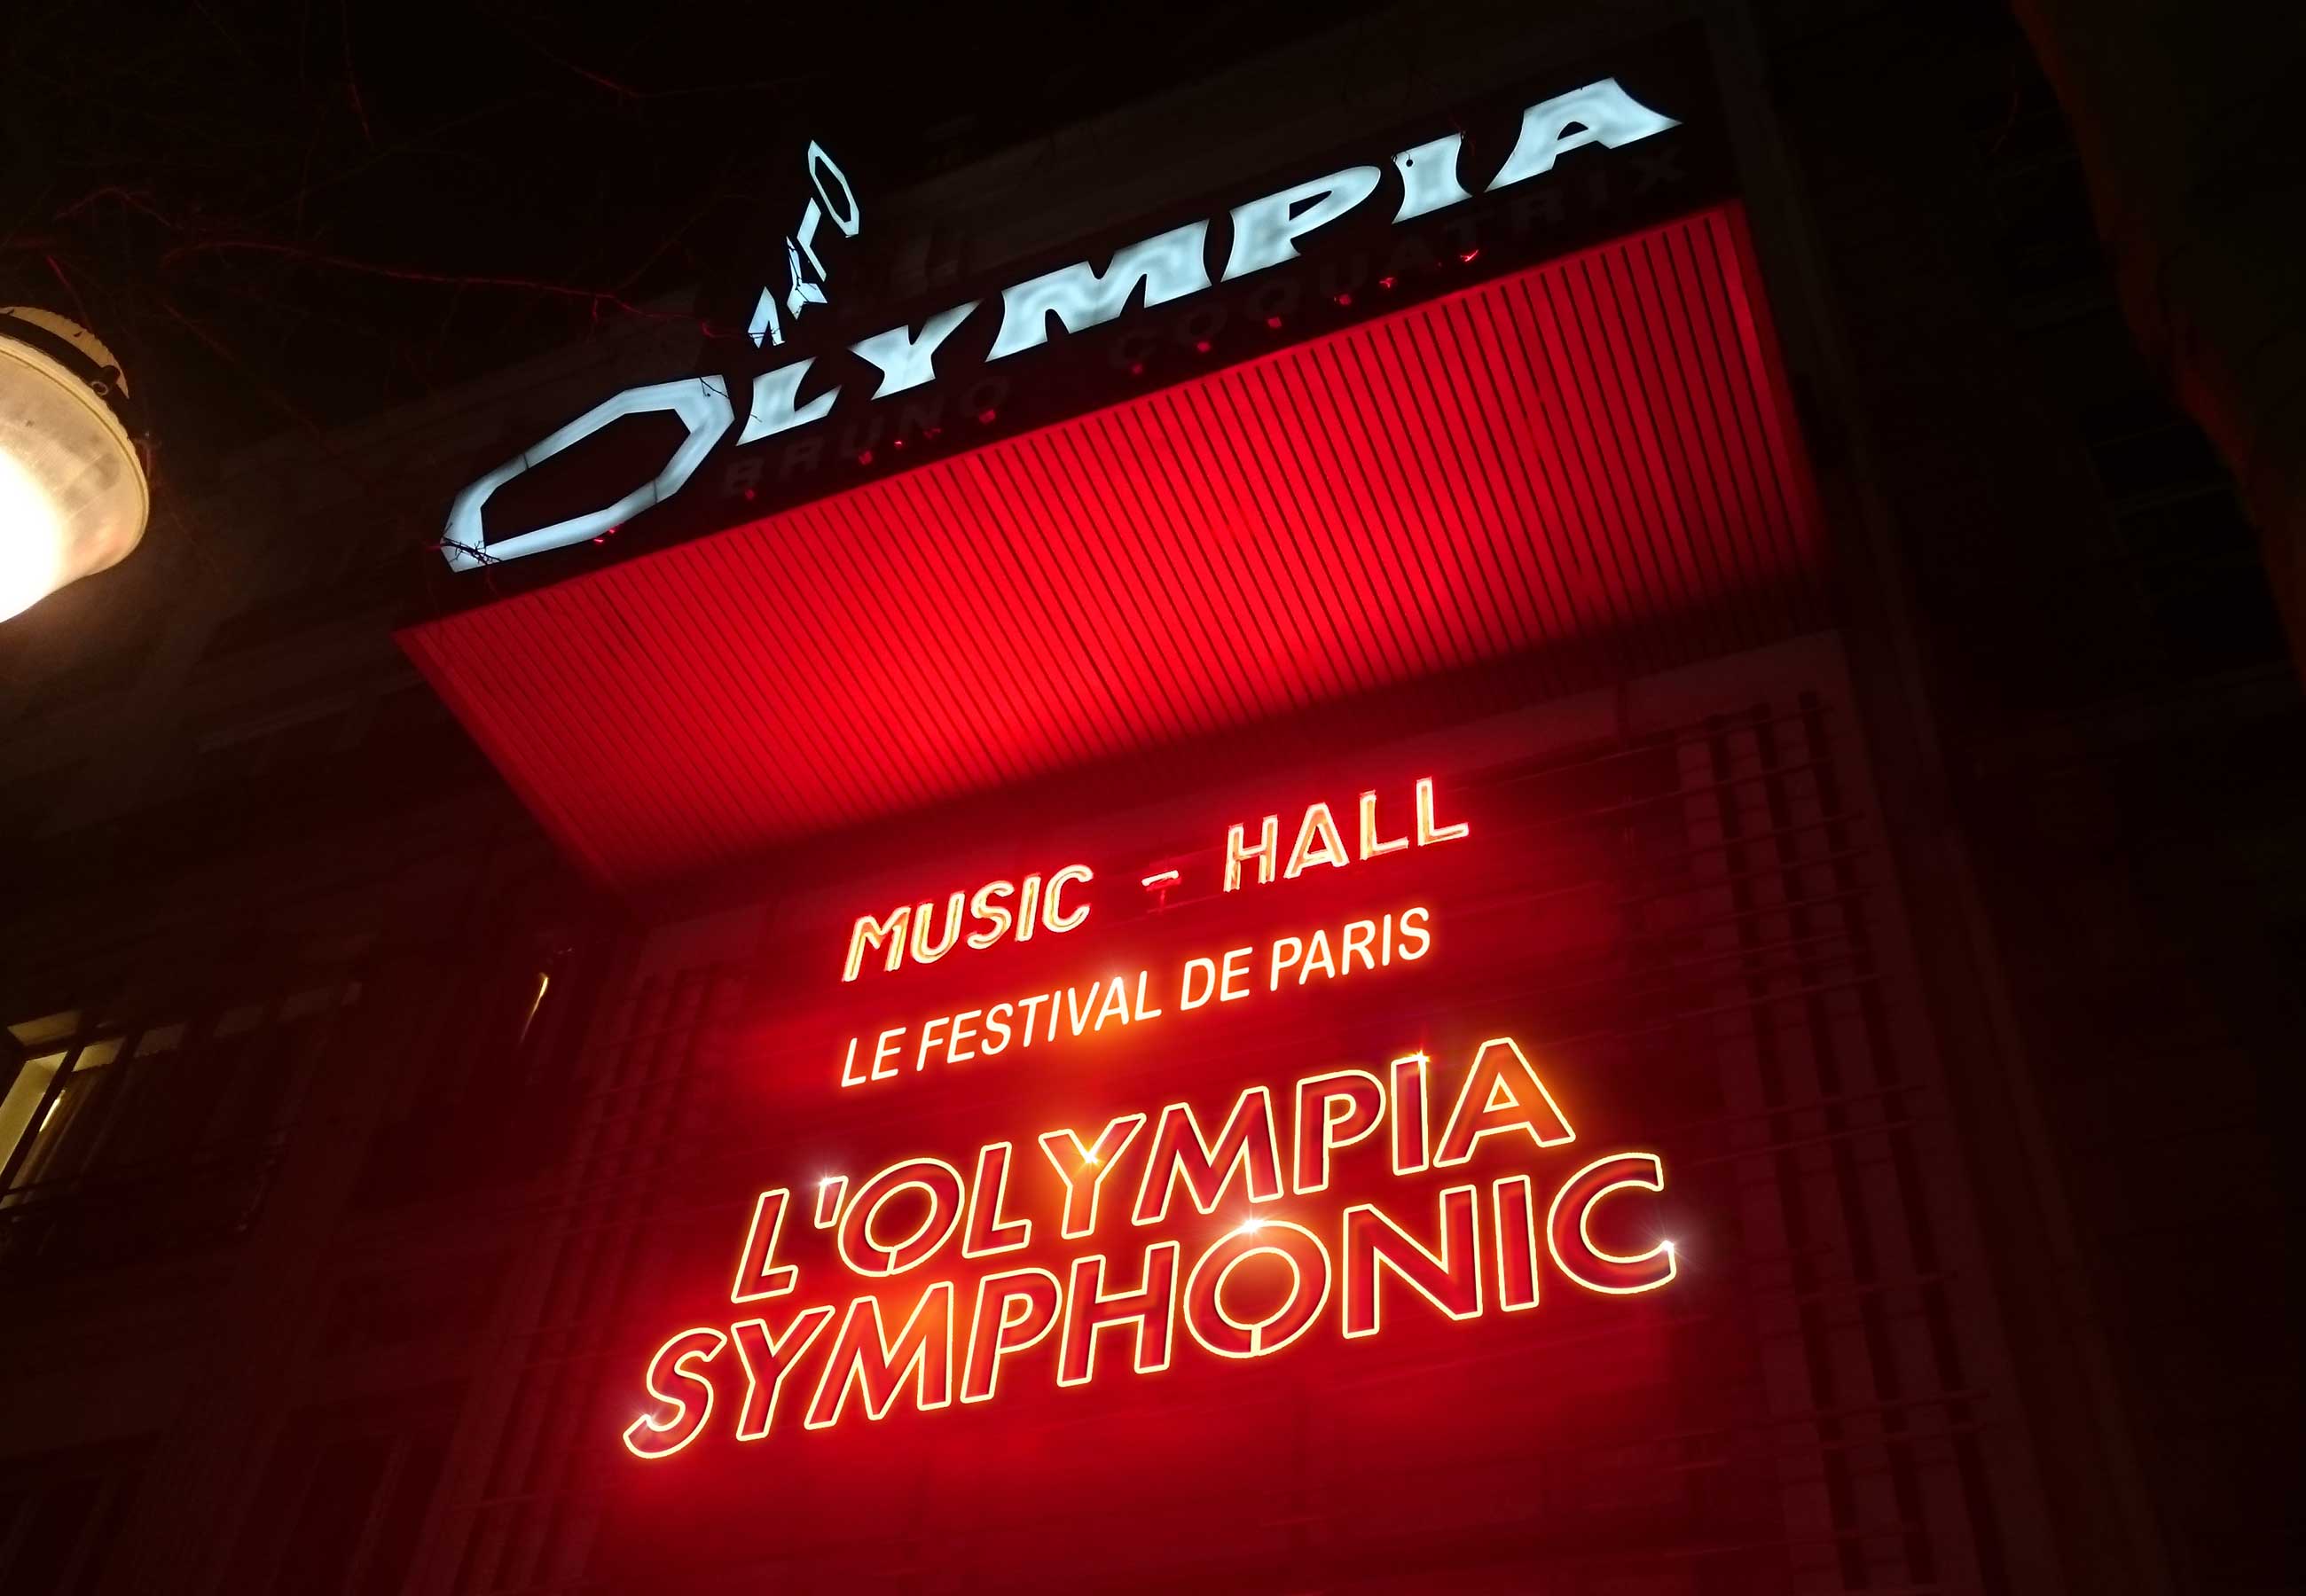 OLYMPIA
BRUNO COQUATRIX
MUSIC - HALL
LE FESTIVAL DE PARIS
L'OLYMPIA
SYMPHONIC